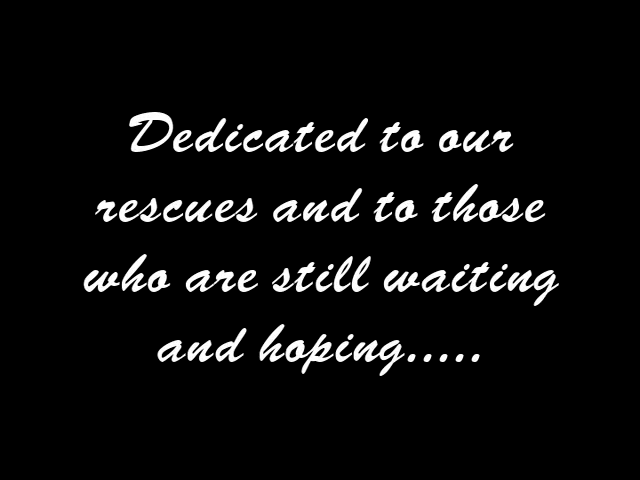 Dedicated to our
rescues and to those
who are still waiting
and hoping.....